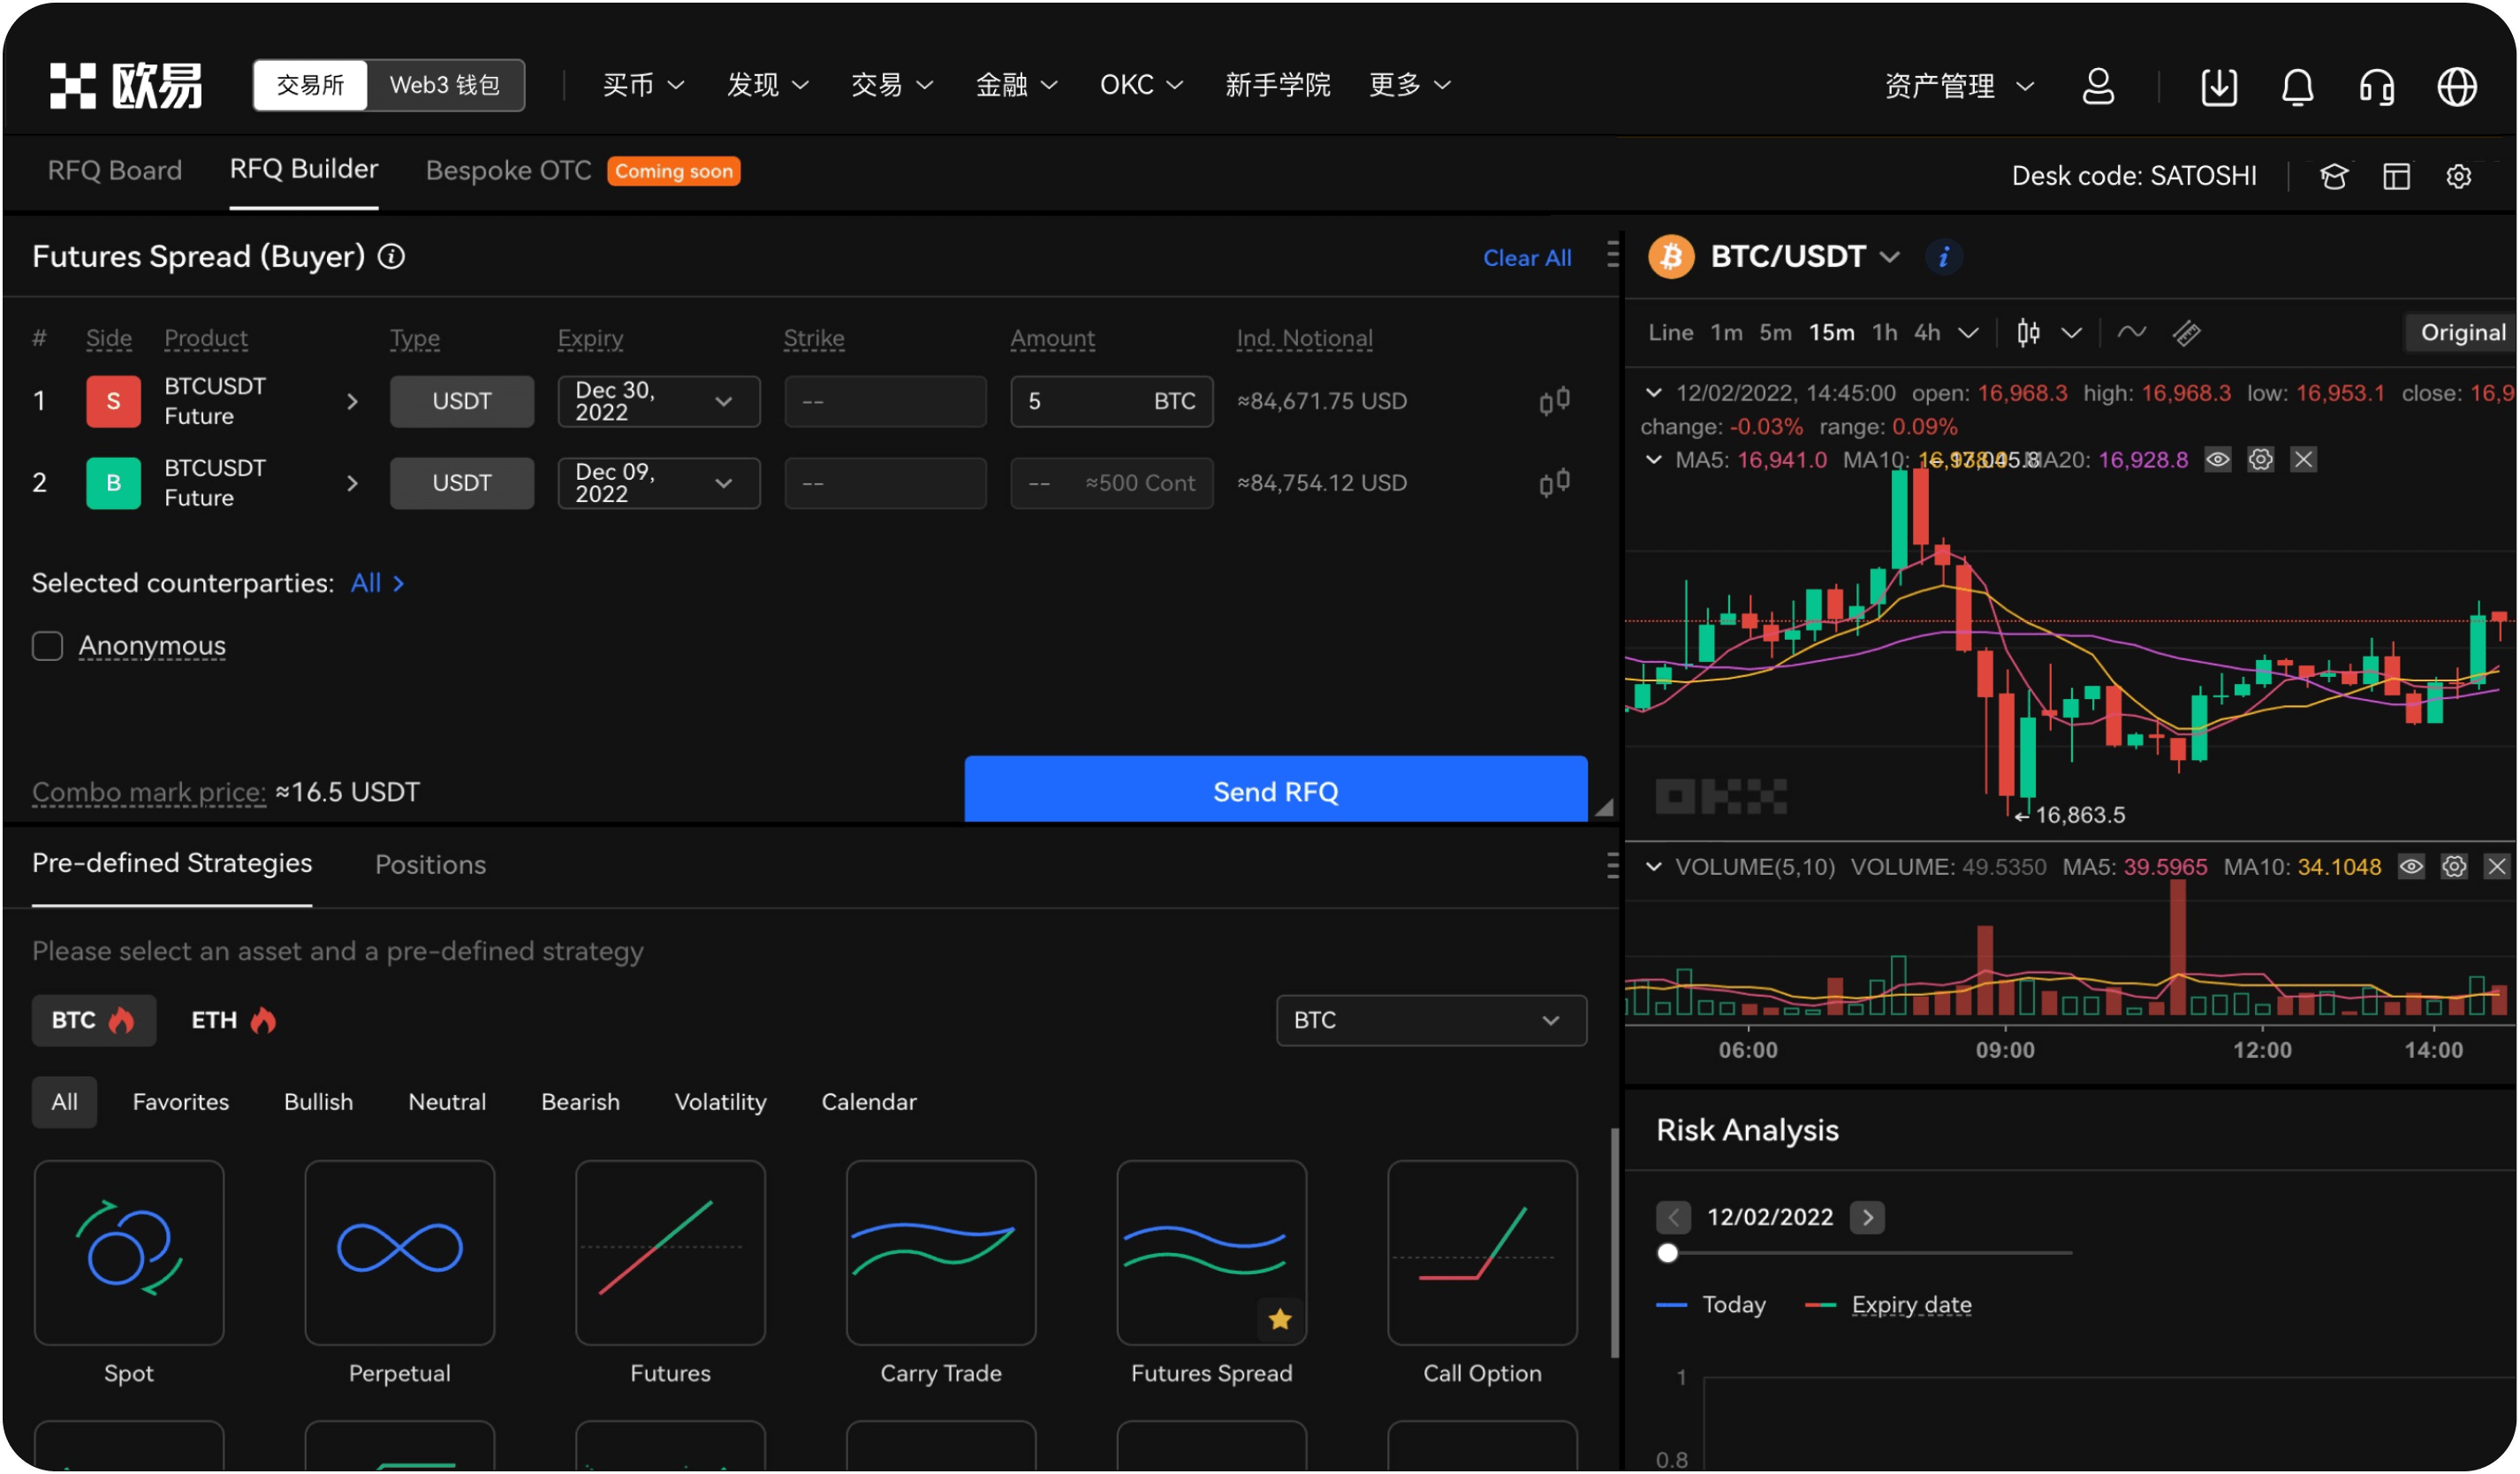 欧易 交易所 Web3 钱包 买币 发现 交易 金融 OKC 新手学院 更多 资产管理
RFQ Board RFQ Builder Bespoke OTC Coming soon Desk code: SATOSHI
Futures Spread (Buyer) Clear All
# Side Product Type Expiry Strike Amount Ind. Notional
1 S BTCUSDT Future USDT Dec 30, 2022 -- 5 BTC ≈84,671.75 USD
2 B BTCUSDT Future USDT Dec 09, 2022 -- -- ≈500 Cont ≈84,754.12 USD
Selected counterparties: All
Anonymous
Combo mark price: ≈16.5 USDT Send RFQ
BTC/USDT
Line 1m 5m 15m 1h 4h Original
12/02/2022, 14:45:00 open: 16,968.3 high: 16,968.3 low: 16,953.1 close: 16,9
change: -0.03% range: 0.09%
MA5: 16,941.0 MA10: 17,005.8 MA20: 16,928.8
OKX
16,863.5
VOLUME(5,10) VOLUME: 49.5350 MA5: 39.5965 MA10: 34.1048
06:00 09:00 12:00 14:00
Pre-defined Strategies Positions
Please select an asset and a pre-defined strategy
BTC ETH BTC
All Favorites Bullish Neutral Bearish Volatility Calendar
Spot Perpetual Futures Carry Trade Futures Spread Call Option
Risk Analysis
12/02/2022
Today Expiry date
1
0.8